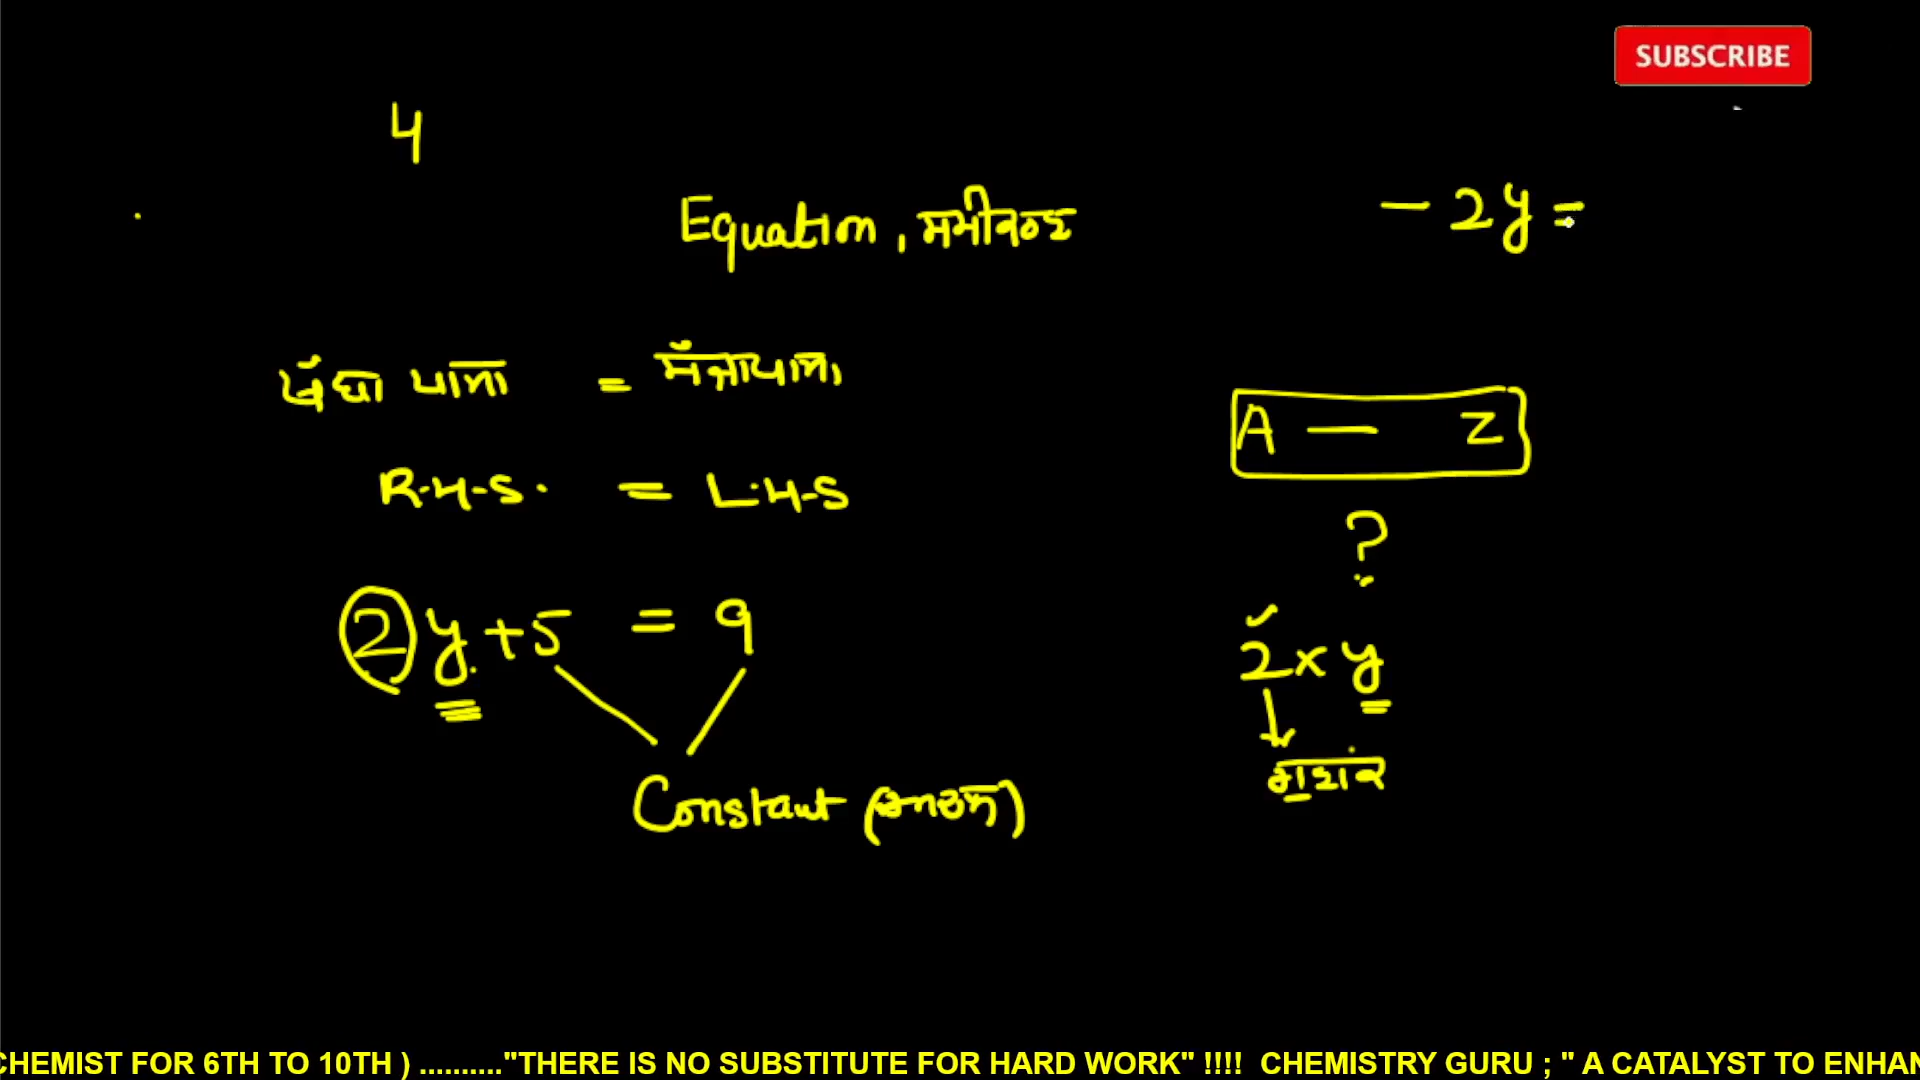 SUBSCRIBE
4
Equation, ਸਮੀਕਰਣ
- 2y =
ਖੱਬਾ ਪਾਸਾ = ਸੱਜਾ ਪਾਸਾ
A — Z
R.H.S. = L.H.S
?
2y + 5 = 9
2 x y
Constant (ਅਚਲ)
CHEMIST FOR 6TH TO 10TH ) .........."THERE IS NO SUBSTITUTE FOR HARD WORK" !!!! CHEMISTRY GURU ; " A CATALYST TO ENHAN